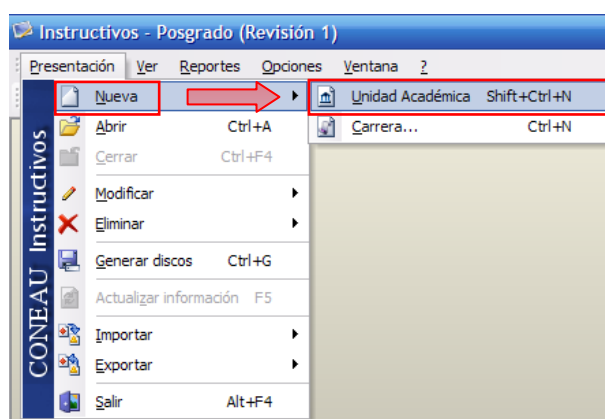 Instructivos - Posgrado (Revisión 1)
Presentación Ver Reportes Opciones Ventana ?
Nueva
Unidad Académica Shift+Ctrl+N
Abrir Ctrl+A
Carrera... Ctrl+N
Cerrar Ctrl+F4
Modificar
Eliminar
Generar discos Ctrl+G
Actualizar información F5
Importar
Exportar
Salir Alt+F4
CONEAU Instructivos